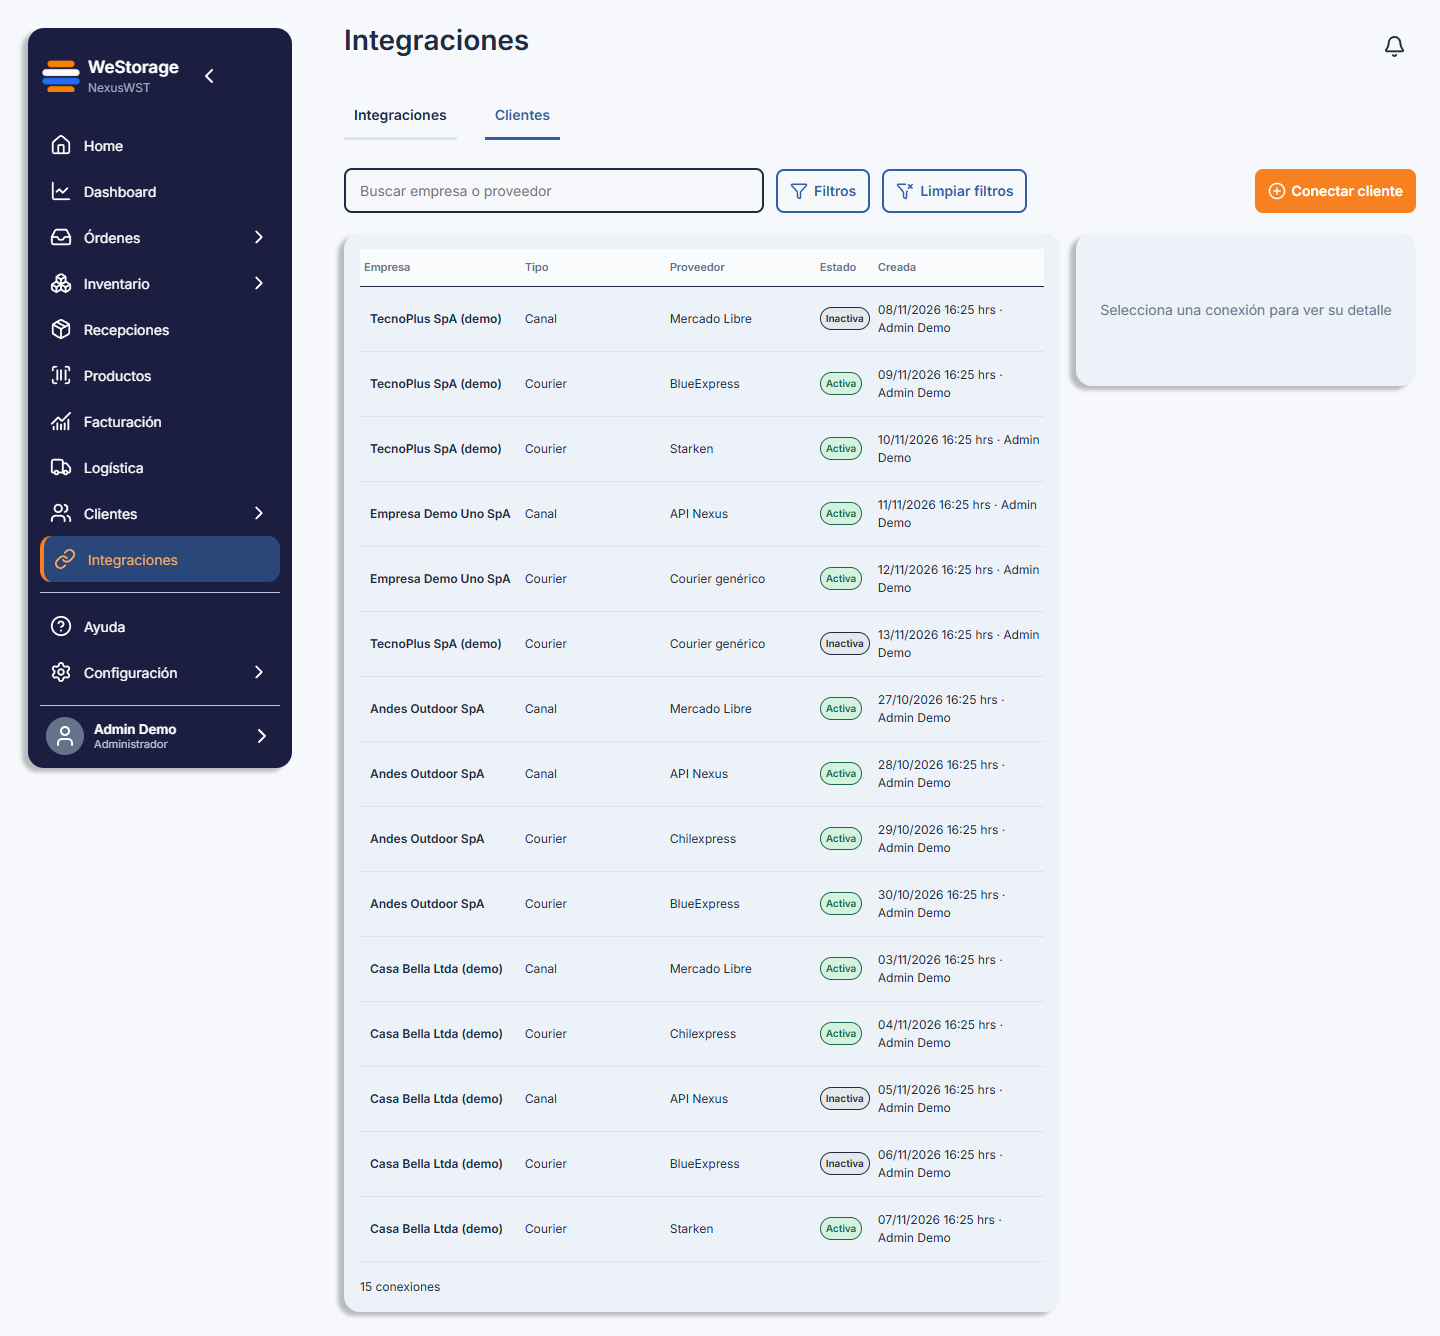 WeStorage
NexusWST
Home
Dashboard
Órdenes
Inventario
Recepciones
Productos
Facturación
Logística
Clientes
Integraciones
Ayuda
Configuración
Admin Demo
Administrador
Integraciones
Integraciones
Clientes
Buscar empresa o proveedor
Filtros
Limpiar filtros
Conectar cliente
Empresa Tipo Proveedor Estado Creada
TecnoPlus SpA (demo) Canal Mercado Libre Inactiva 08/11/2026 16:25 hrs ·
Admin Demo
TecnoPlus SpA (demo) Courier BlueExpress Activa 09/11/2026 16:25 hrs ·
Admin Demo
TecnoPlus SpA (demo) Courier Starken Activa 10/11/2026 16:25 hrs · Admin
Demo
Empresa Demo Uno SpA Canal API Nexus Activa 11/11/2026 16:25 hrs · Admin
Demo
Empresa Demo Uno SpA Courier Courier genérico Activa 12/11/2026 16:25 hrs · Admin
Demo
TecnoPlus SpA (demo) Courier Courier genérico Inactiva 13/11/2026 16:25 hrs · Admin
Demo
Andes Outdoor SpA Canal Mercado Libre Activa 27/10/2026 16:25 hrs ·
Admin Demo
Andes Outdoor SpA Canal API Nexus Activa 28/10/2026 16:25 hrs ·
Admin Demo
Andes Outdoor SpA Courier Chilexpress Activa 29/10/2026 16:25 hrs ·
Admin Demo
Andes Outdoor SpA Courier BlueExpress Activa 30/10/2026 16:25 hrs ·
Admin Demo
Casa Bella Ltda (demo) Canal Mercado Libre Activa 03/11/2026 16:25 hrs ·
Admin Demo
Casa Bella Ltda (demo) Courier Chilexpress Activa 04/11/2026 16:25 hrs ·
Admin Demo
Casa Bella Ltda (demo) Canal API Nexus Inactiva 05/11/2026 16:25 hrs ·
Admin Demo
Casa Bella Ltda (demo) Courier BlueExpress Inactiva 06/11/2026 16:25 hrs ·
Admin Demo
Casa Bella Ltda (demo) Courier Starken Activa 07/11/2026 16:25 hrs ·
Admin Demo
15 conexiones
Selecciona una conexión para ver su detalle